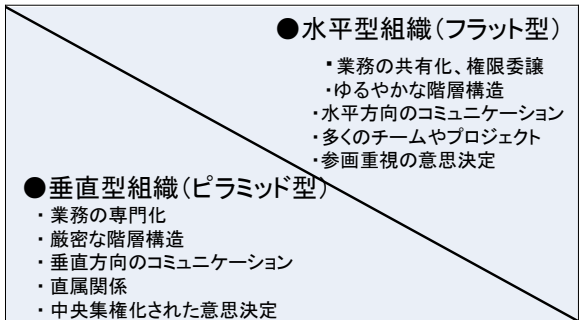 ●水平型組織(フラット型)
・業務の共有化、権限委譲
・ゆるやかな階層構造
・水平方向のコミュニケーション
・多くのチームやプロジェクト
・参画重視の意思決定
●垂直型組織(ピラミッド型)
・業務の専門化
・厳密な階層構造
・垂直方向のコミュニケーション
・直属関係
・中央集権化された意思決定